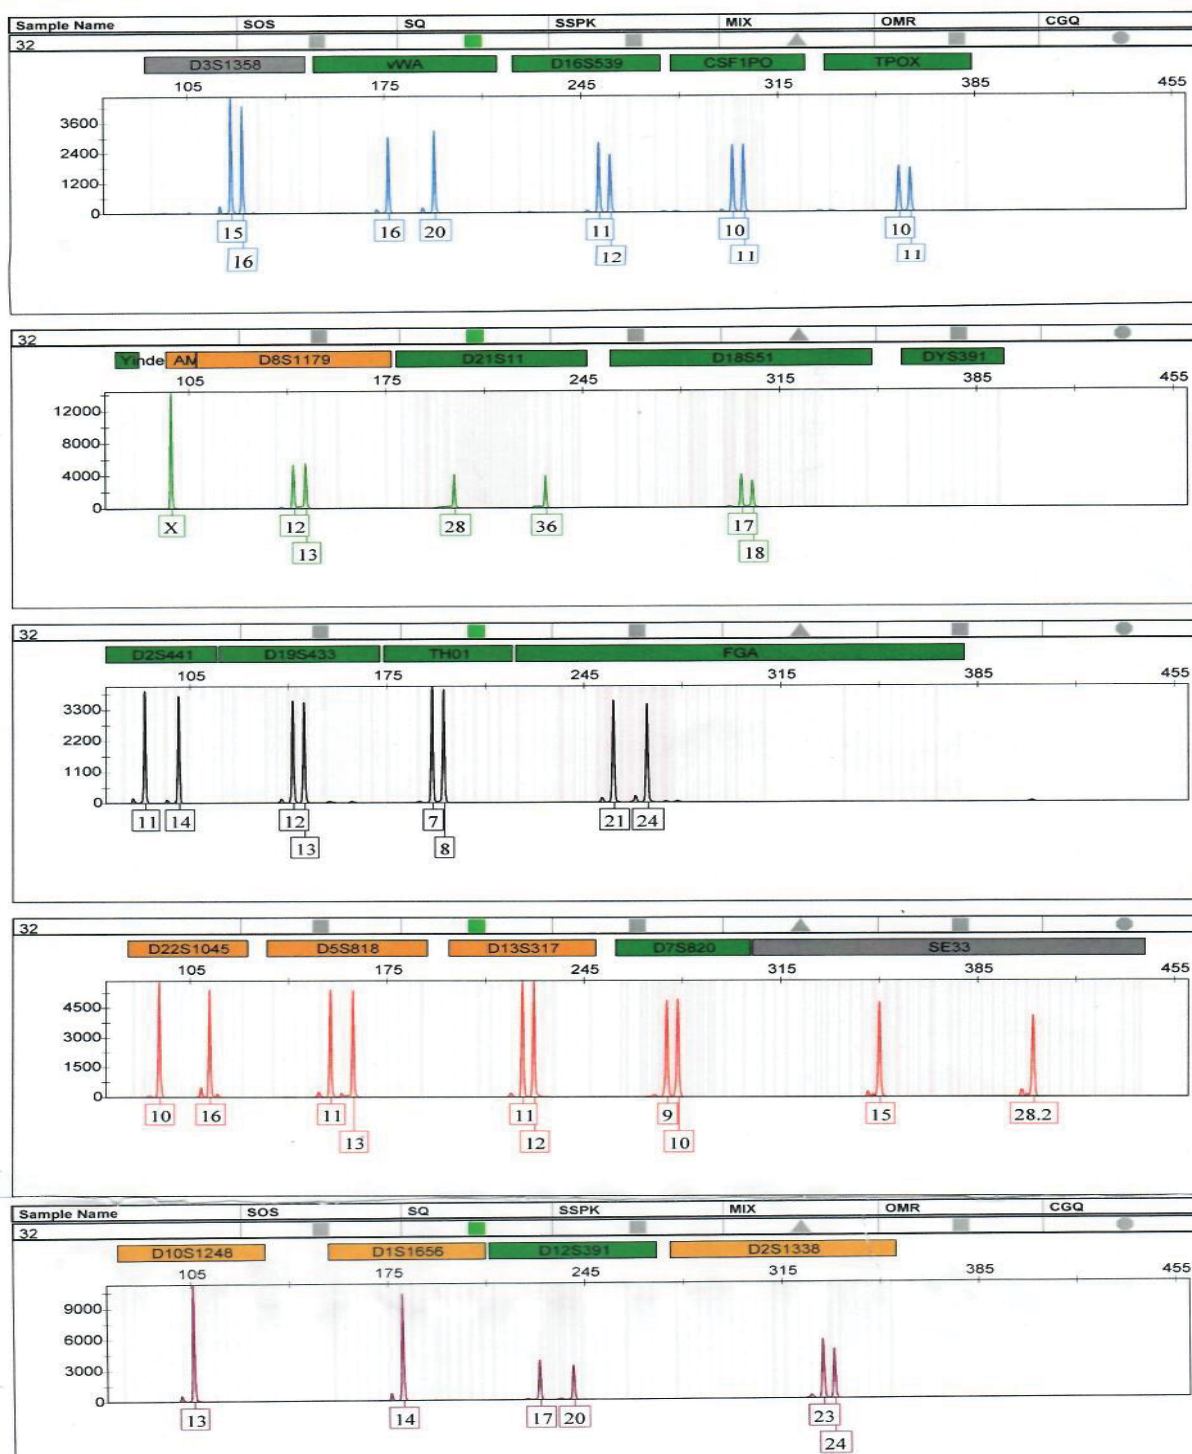 Sample Name SOS SQ SSPK MIX OMR CGQ
32
D3S1358 vWA D16S539 CSF1PO TPOX
105 175 245 315 385 455
3600
2400
1200
0
15 16 20 11 10 10
16 12 11 11
32
Yinde AM D8S1179 D21S11 D18S51 DYS391
105 175 245 315 385 455
12000
8000
4000
0
X 12 28 36 17
13 18
32
D2S441 D19S433 TH01 FGA
105 175 245 315 385 455
3300
2200
1100
0
11 14 12 7 21 24
13 8
32
D22S1045 D5S818 D13S317 D7S820 SE33
105 175 245 315 385 455
4500
3000
1500
0
10 16 11 11 9 15 28.2
13 12 10
Sample Name SOS SQ SSPK MIX OMR CGQ
32
D10S1248 D1S1656 D12S391 D2S1338
105 175 245 315 385 455
9000
6000
3000
0
13 14 17 20 23
24